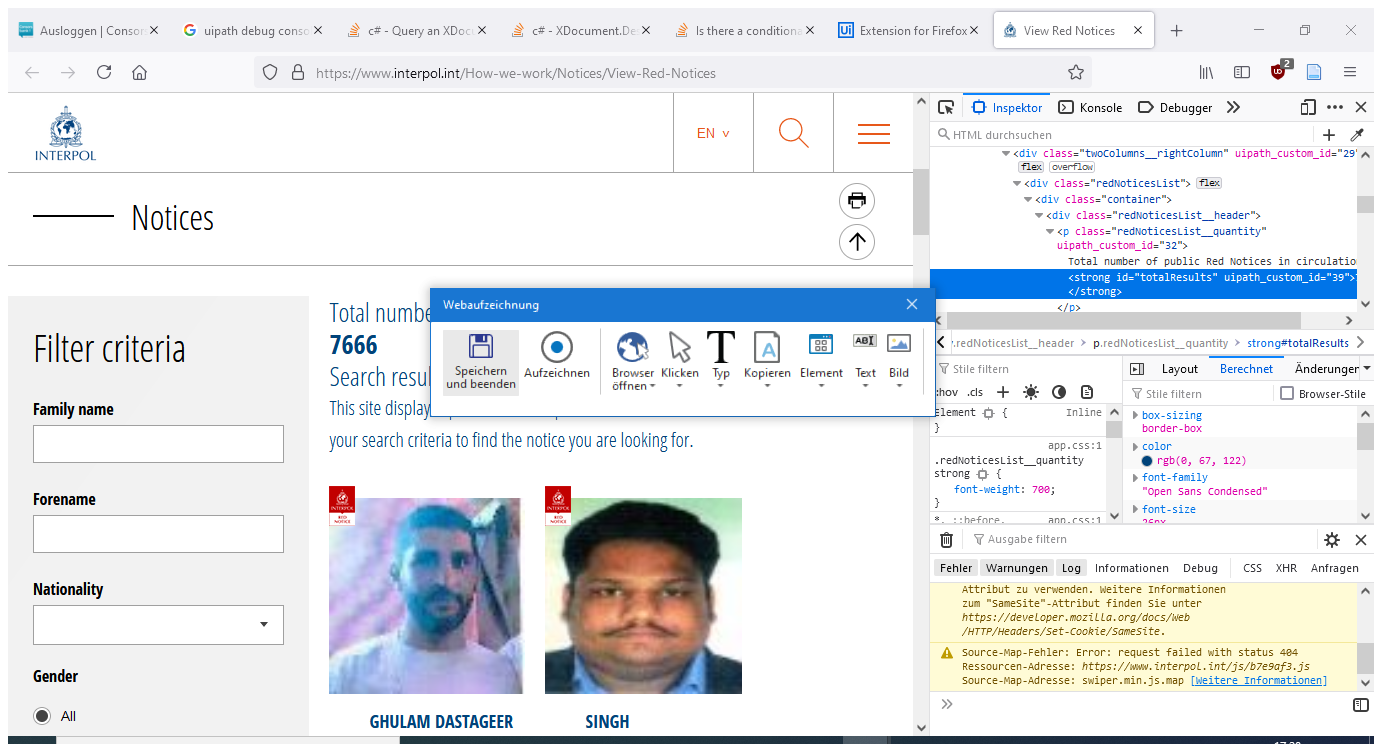 Ausloggen | Conso
uipath debug conso
c# - Query an XDoc
c# - XDocument.De
Is there a conditiona
Ui
Extension for Firefox
View Red Notices
https://www.interpol.int/How-we-work/Notices/View-Red-Notices
2
INTERPOL
EN v
Notices
Filter criteria
Family name
Forename
Nationality
Gender
All
Total numbe
7666
Search resul
This site display
your search criteria to find the notice you are looking for.
INTERPOL
RED
NOTICE
INTERPOL
RED
NOTICE
GHULAM DASTAGEER
SINGH
Webaufzeichnung
Speichern
und beenden
Aufzeichnen
Browser
öffnen
Klicken
T
Typ
A
Kopieren
Element
ABI
Text
Bild
Inspektor
Konsole
Debugger
HTML durchsuchen
<div class="twoColumns__rightColumn" uipath_custom_id="29"
flex overflow
<div class="redNoticesList"> flex
<div class="container">
<div class="redNoticesList__header">
<p class="redNoticesList__quantity"
uipath_custom_id="32">
Total number of public Red Notices in circulation
<strong id="totalResults" uipath_custom_id="39">
</strong>
</p>
.redNoticesList__header > p.redNoticesList__quantity > strong#totalResults
Stile filtern
:hov .cls
Element { Inline
}
app.css:1
.redNoticesList__quantity
strong {
font-weight: 700;
}
*, ::before, app.css:1
Layout
Berechnet
Änderungen
Stile filtern
Browser-Stile
box-sizing
border-box
color
rgb(0, 67, 122)
font-family
"Open Sans Condensed"
font-size
26px
Ausgabe filtern
Fehler Warnungen Log Informationen Debug CSS XHR Anfragen
Attribut zu verwenden. Weitere Informationen
zum "SameSite"-Attribut finden Sie unter
https://developer.mozilla.org/docs/Web
/HTTP/Headers/Set-Cookie/SameSite.
Source-Map-Fehler: Error: request failed with status 404
Ressourcen-Adresse: https://www.interpol.int/js/b7e9af3.js
Source-Map-Adresse: swiper.min.js.map [Weitere Informationen]